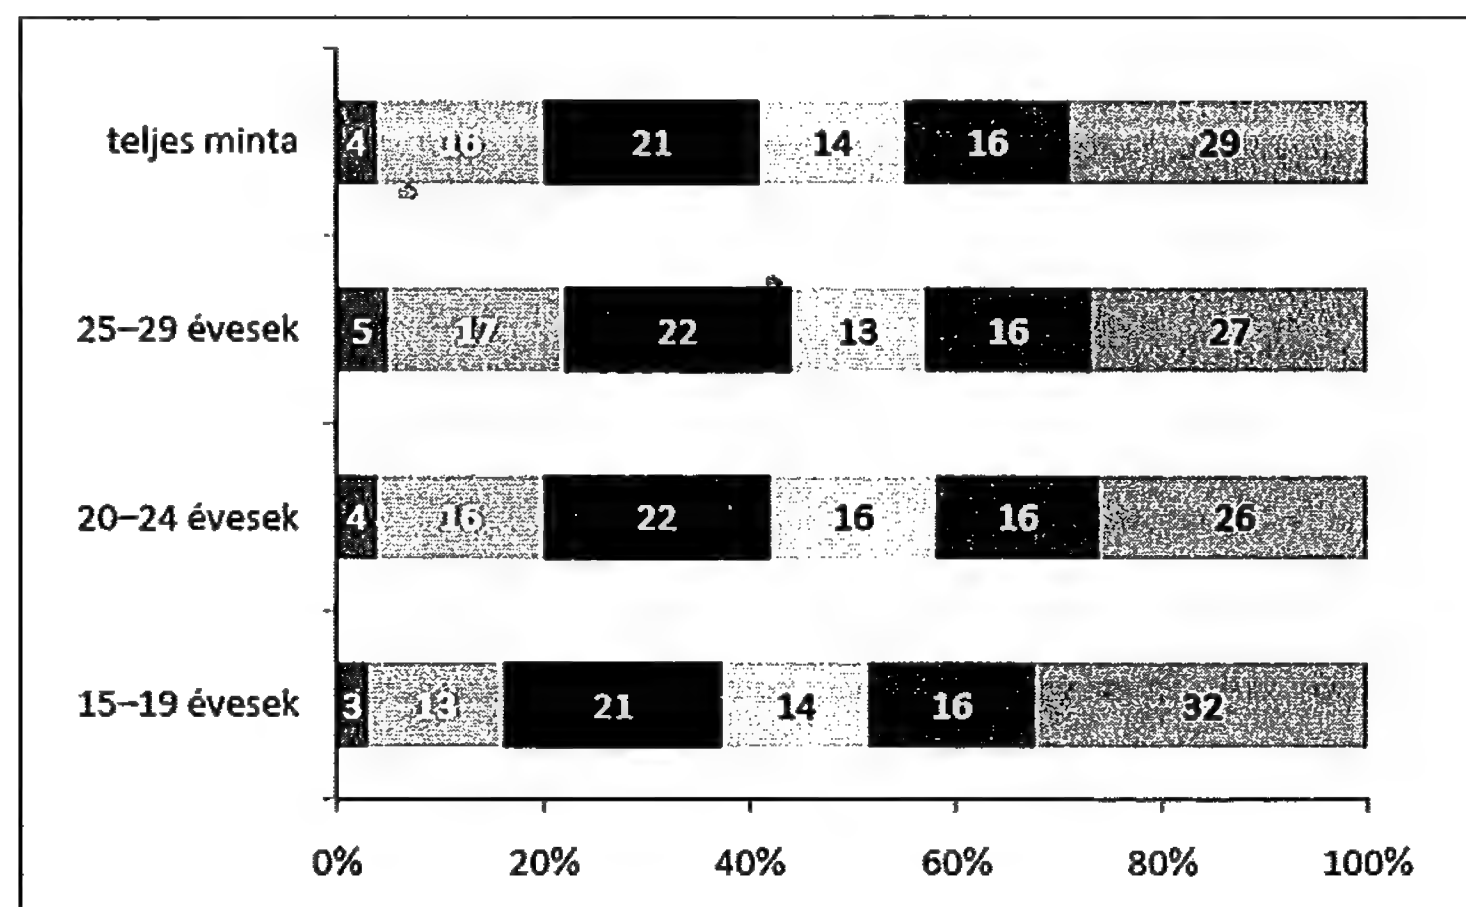 teljes minta 4 16 21 14 16 29
25–29 évesek 5 17 22 13 16 27
20–24 évesek 4 16 22 16 16 26
15–19 évesek 3 13 21 14 16 32
0% 20% 40% 60% 80% 100%